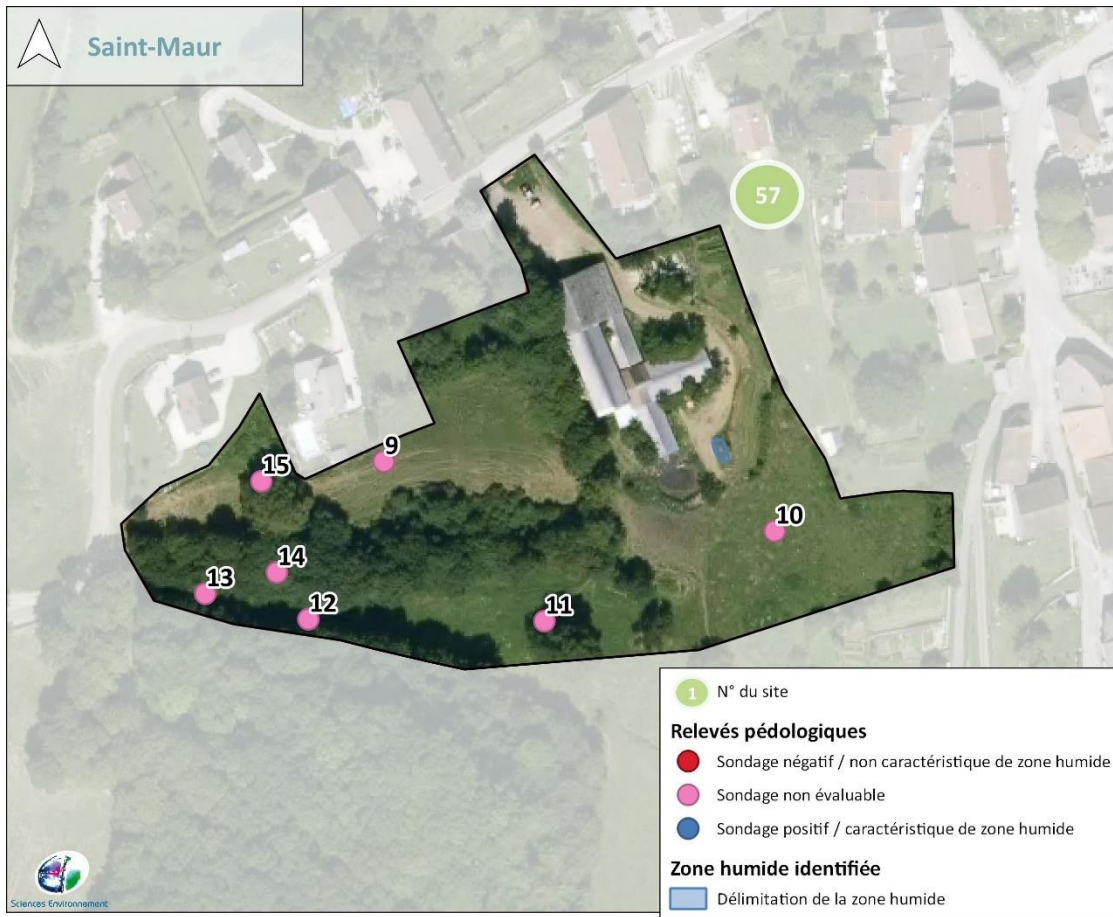 Saint-Maur
57
9
15
10
14
13
12
11
1 N° du site
Relevés pédologiques
Sondage négatif / non caractéristique de zone humide
Sondage non évaluable
Sondage positif / caractéristique de zone humide
Zone humide identifiée
Délimitation de la zone humide
Sciences Environnement